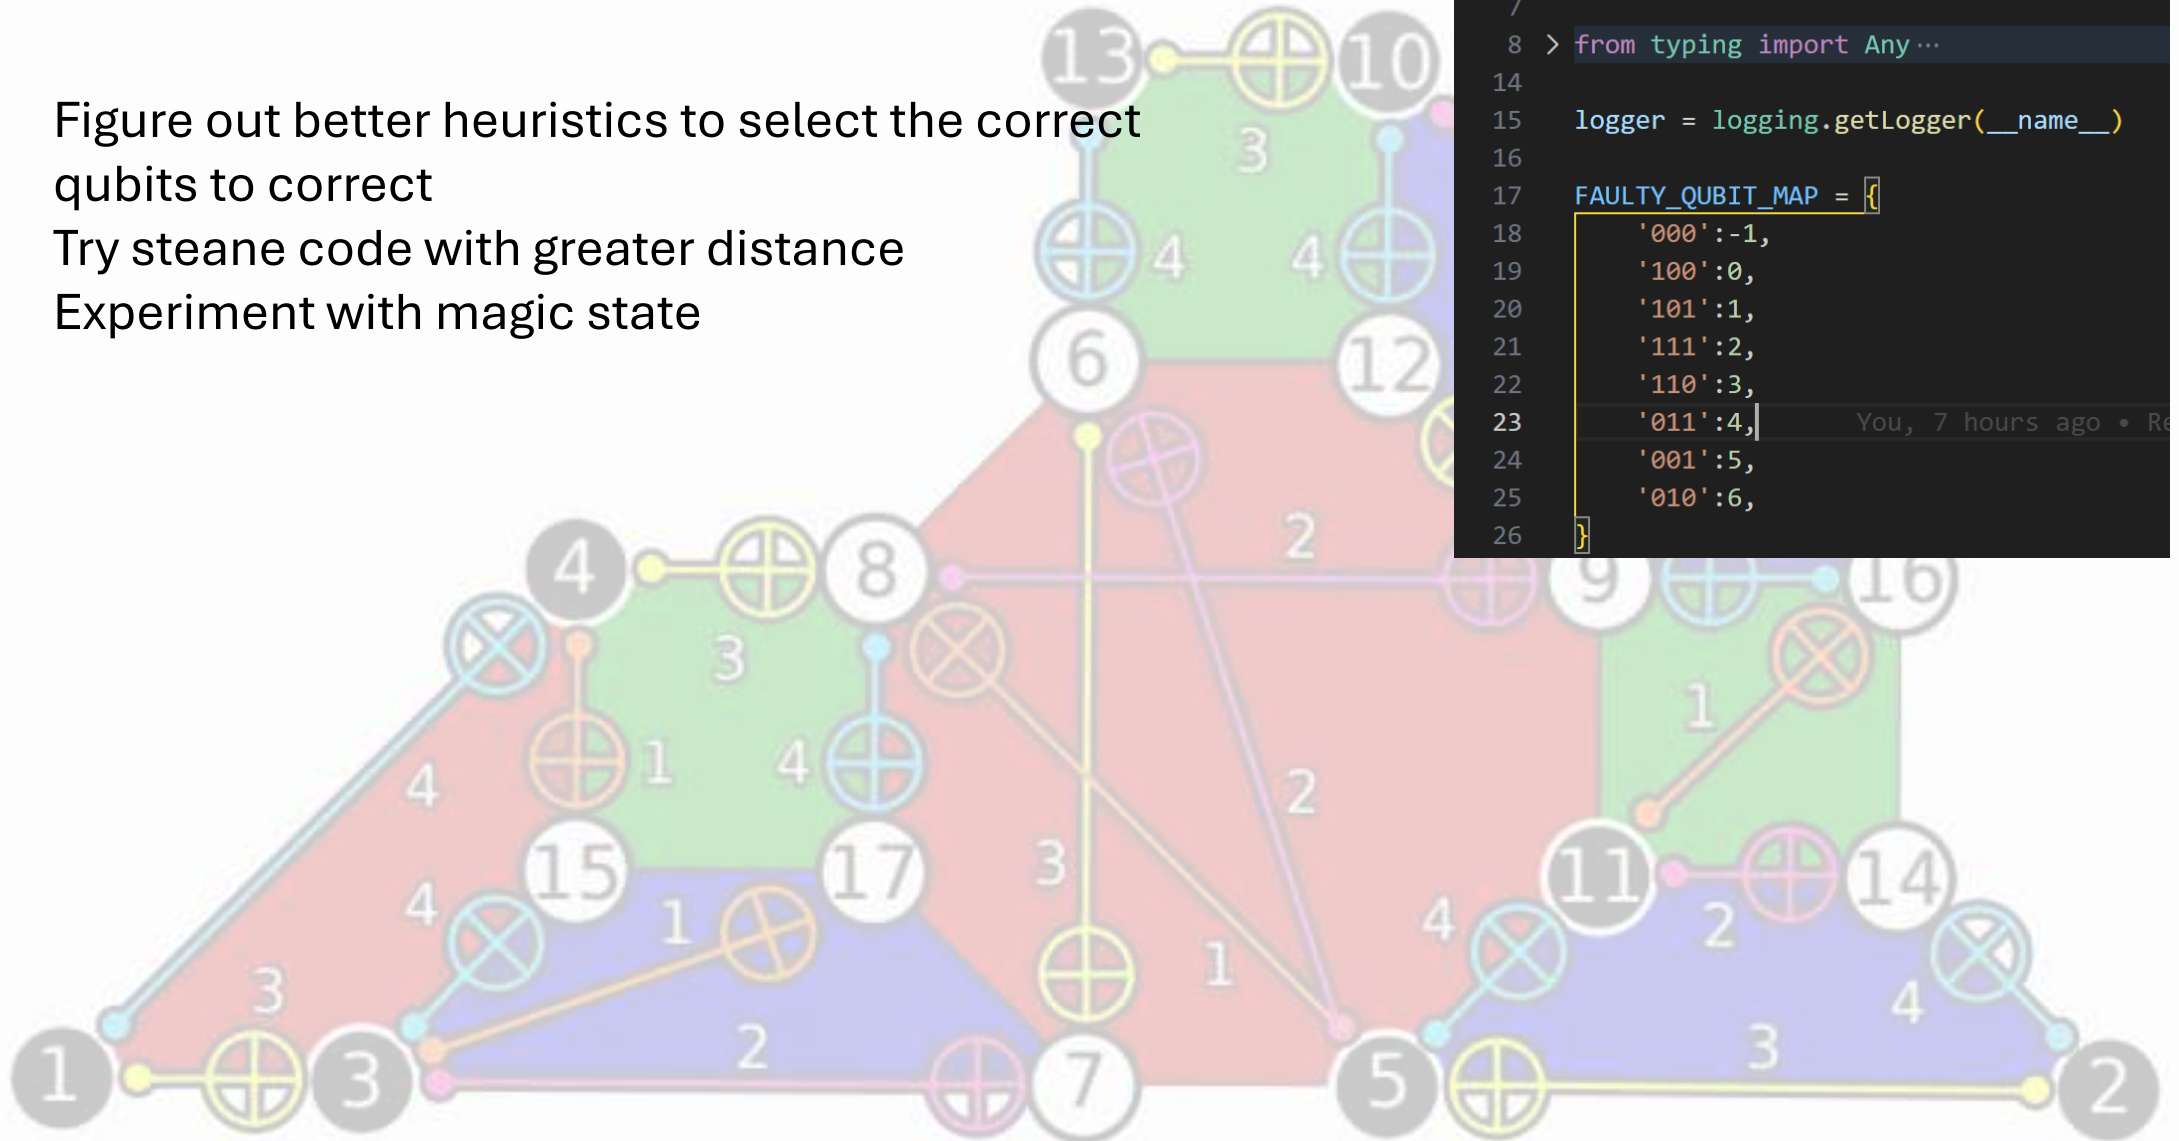 Figure out better heuristics to select the correct
qubits to correct
Try steane code with greater distance
Experiment with magic state
7
8 > from typing import Any ···
14
15 logger = logging.getLogger(__name__)
16
17 FAULTY_QUBIT_MAP = {
18 '000':-1,
19 '100':0,
20 '101':1,
21 '111':2,
22 '110':3,
23 '011':4, You, 7 hours ago • Re
24 '001':5,
25 '010':6,
26 }
13 10
3
4 4
6 12
2
4 8 9 16
3
1
4 1 4 2
15 17 3 11 14
4 1 4 2
3 1 4
2 3
1 3 7 5 2